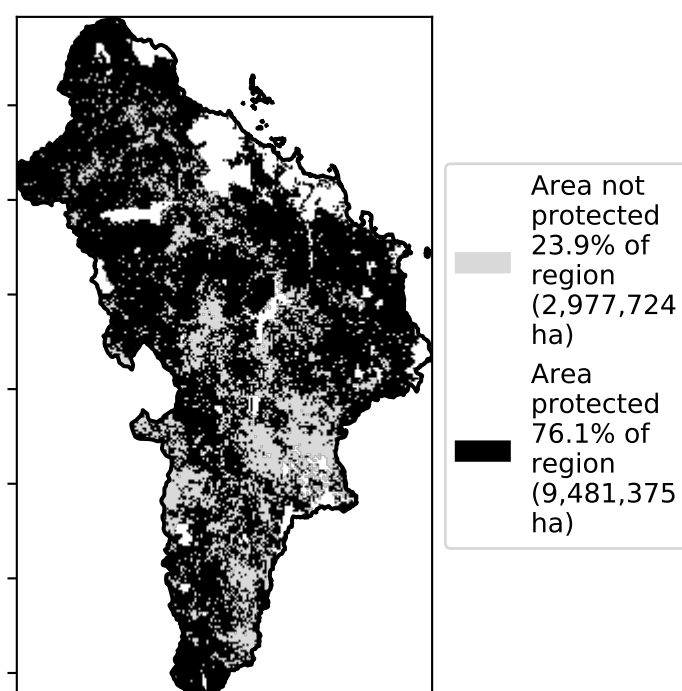 Area not
protected
23.9% of
region
(2,977,724
ha)
Area
protected
76.1% of
region
(9,481,375
ha)